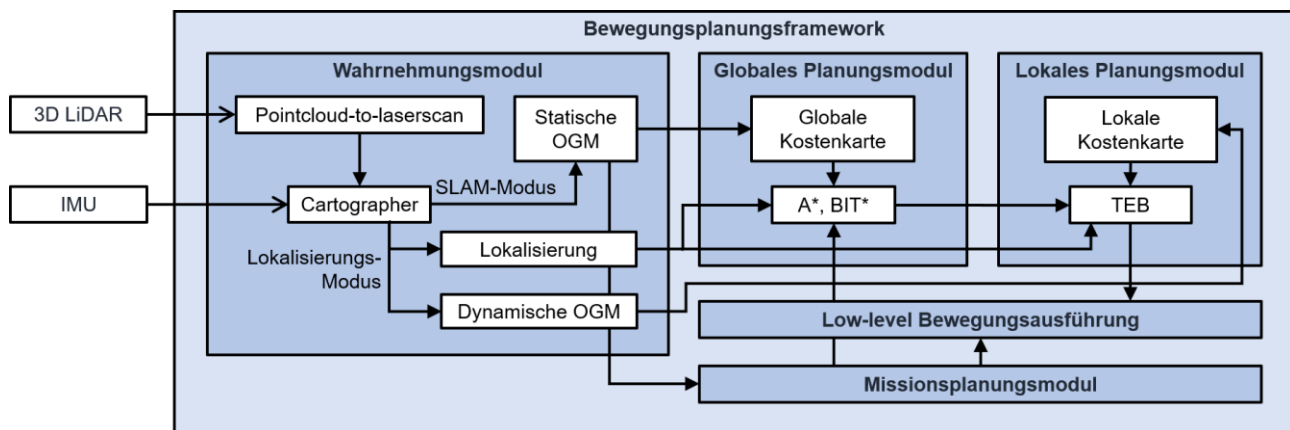 Bewegungsplanungsframework
Wahrnehmungsmodul
Globales Planungsmodul
Lokales Planungsmodul
3D LiDAR
Pointcloud-to-laserscan
Statische
OGM
Globale
Kostenkarte
Lokale
Kostenkarte
SLAM-Modus
IMU
Cartographer
A*, BIT*
TEB
Lokalisierungs-
Modus
Lokalisierung
Dynamische OGM
Low-level Bewegungsausführung
Missionsplanungsmodul